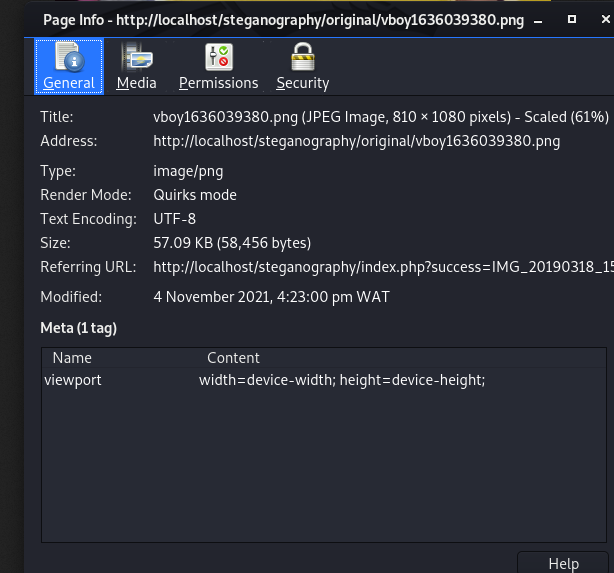 Page Info - http://localhost/steganography/original/vboy1636039380.png
General Media Permissions Security
Title: vboy1636039380.png (JPEG Image, 810 × 1080 pixels) - Scaled (61%)
Address: http://localhost/steganography/original/vboy1636039380.png
Type: image/png
Render Mode: Quirks mode
Text Encoding: UTF-8
Size: 57.09 KB (58,456 bytes)
Referring URL: http://localhost/steganography/index.php?success=IMG_20190318_15
Modified: 4 November 2021, 4:23:00 pm WAT
Meta (1 tag)
Name Content
viewport width=device-width; height=device-height;
Help